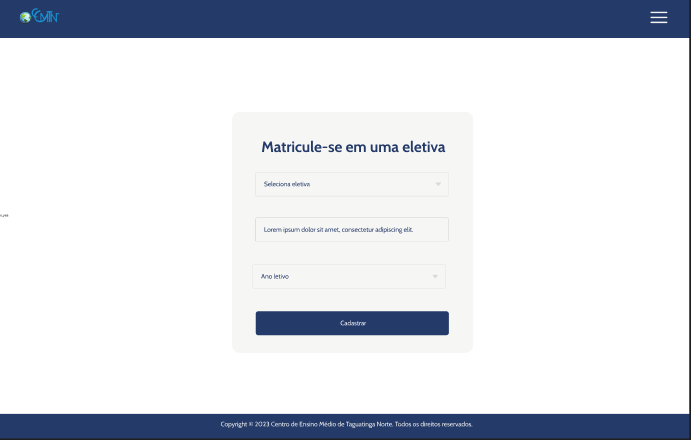 CEMTN
Matricule-se em uma eletiva
Seleciona eletiva
Lorem ipsum dolor sit amet, consectetur adipiscing elit.
Ano letivo
Cadastrar
Copyright © 2023 Centro de Ensino Médio de Taguatinga Norte. Todos os direitos reservados.